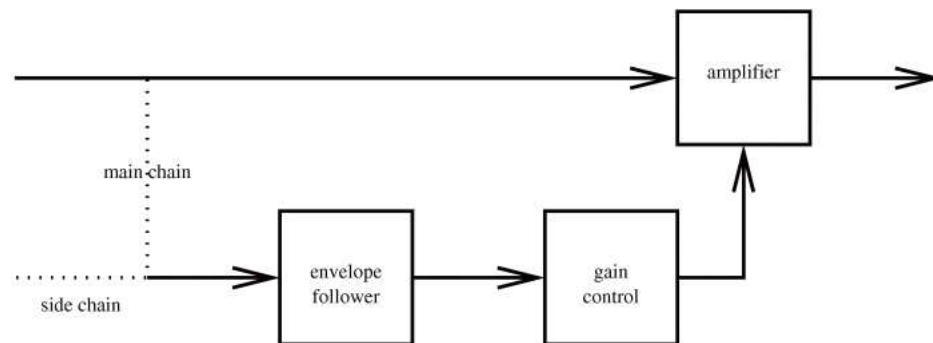 amplifier
main chain
envelope
follower
gain
control
side chain